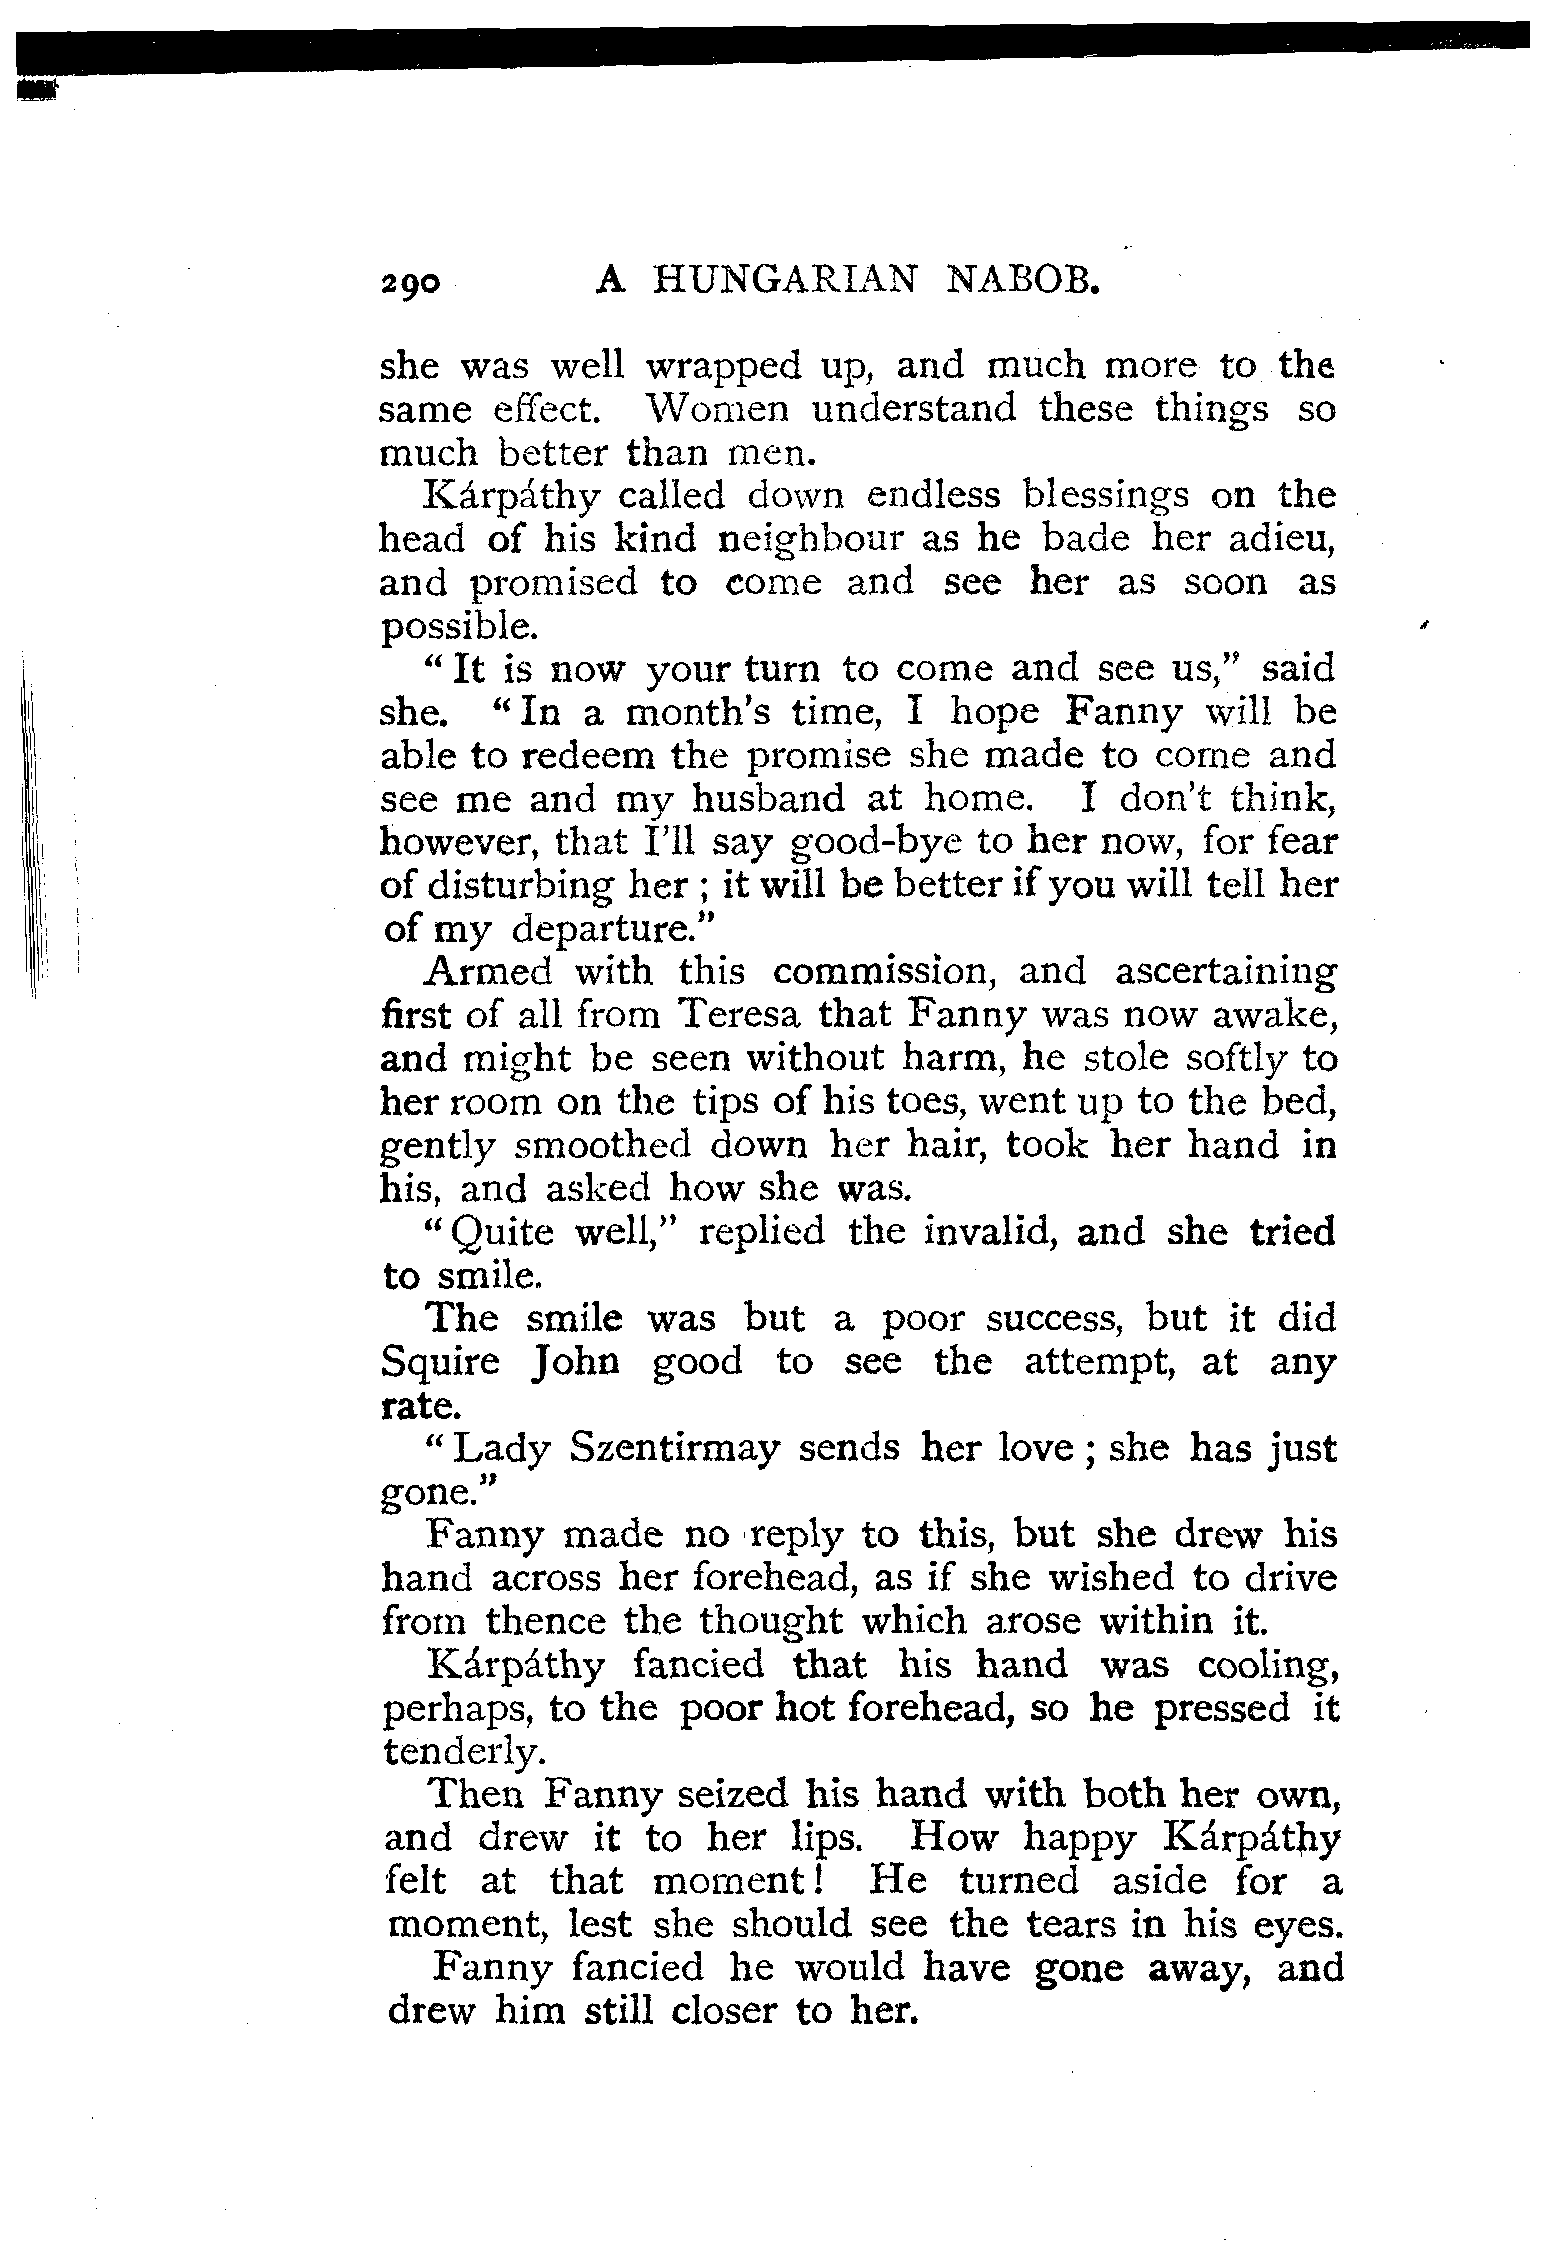 290 A HUNGARIAN NABOB.
she was well wrapped up, and much more to the
same effect. Women understand these things so
much better than men.
Kárpáthy called down endless blessings on the
head of his kind neighbour as he bade her adieu,
and promised to come and see her as soon as
possible.
“It is now your turn to come and see us,” said
she. “In a month's time, I hope Fanny will be
able to redeem the promise she made to come and
see me and my husband at home. I don't think,
however, that I'll say good-bye to her now, for fear
of disturbing her; it will be better if you will tell her
of my departure.”
Armed with this commission, and ascertaining
first of all from Teresa that Fanny was now awake,
and might be seen without harm, he stole softly to
her room on the tips of his toes, went up to the bed,
gently smoothed down her hair, took her hand in
his, and asked how she was.
“Quite well,” replied the invalid, and she tried
to smile.
The smile was but a poor success, but it did
Squire John good to see the attempt, at any
rate.
“Lady Szentirmay sends her love; she has just
gone.”
Fanny made no reply to this, but she drew his
hand across her forehead, as if she wished to drive
from thence the thought which arose within it.
Kárpáthy fancied that his hand was cooling,
perhaps, to the poor hot forehead, so he pressed it
tenderly.
Then Fanny seized his hand with both her own,
and drew it to her lips. How happy Kárpáthy
felt at that moment! He turned aside for a
moment, lest she should see the tears in his eyes.
Fanny fancied he would have gone away, and
drew him still closer to her.